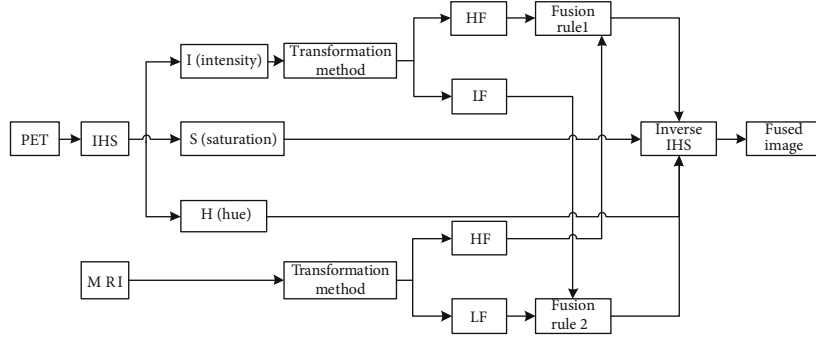 HF
Fusion
rule1
I (intensity)
Transformation
method
LF
PET
IHS
S (saturation)
Inverse
IHS
Fused
image
H (hue)
HF
M RI
Transformation
method
LF
Fusion
rule 2